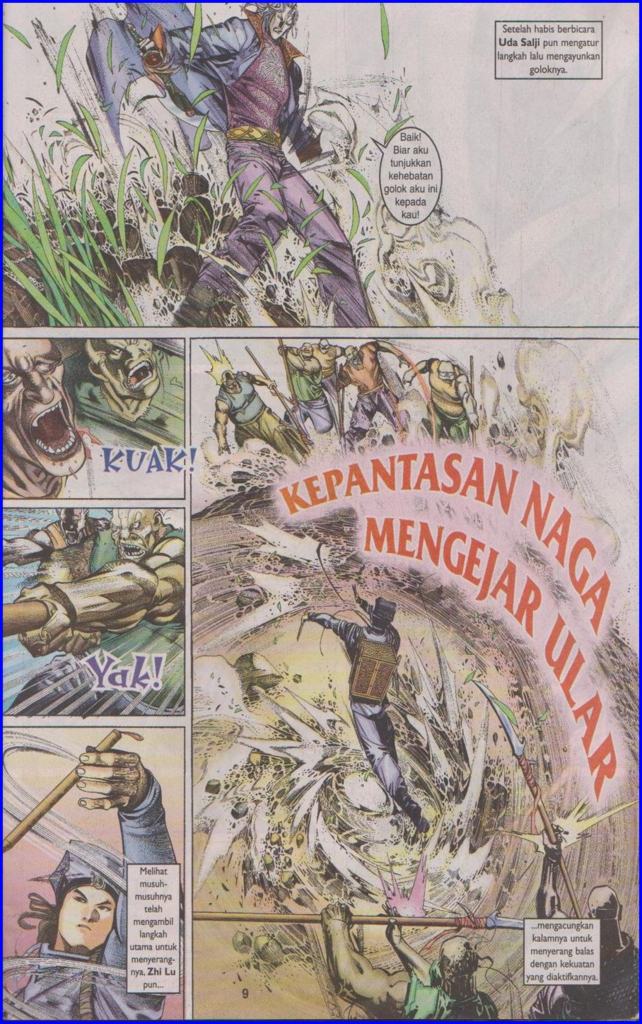 Setelah habis berbicara
Uda Salji pun mengatur
langkah lalu mengayunkan
goloknya.
Baik!
Biar aku
tunjukkan
kehebatan
golok aku ini
kepada
kau!
KUAK!
Yak!
KEPANTASAN NAGA
MENGEJAR ULAR
Melihat
musuh-
musuhnya
telah
mengambil
langkah
utama untuk
menyerang-
nya, Zhi Lu
pun...
...mengacungkan
kalamnya untuk
menyerang balas
dengan kekuatan
yang diaktifkannya.
9